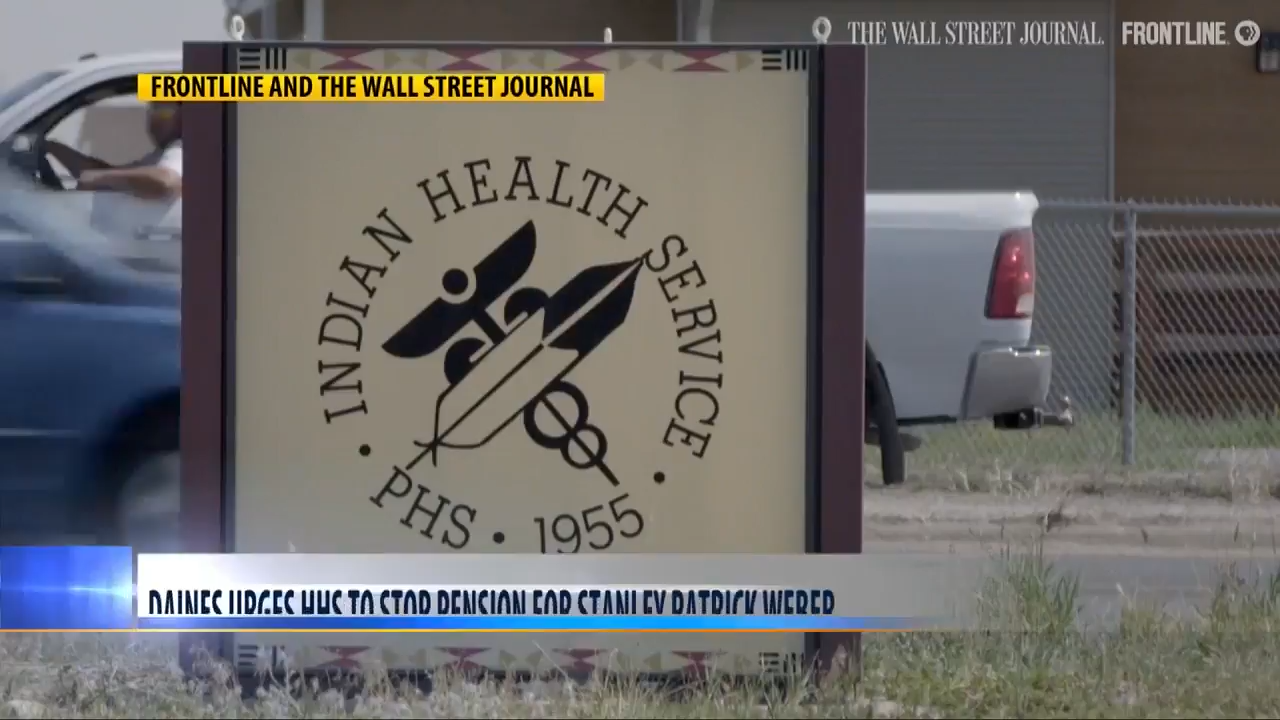 THE WALL STREET JOURNAL. FRONTLINE
FRONTLINE AND THE WALL STREET JOURNAL
INDIAN HEALTH SERVICE
PHS • 1955
DAINES URGES HHS TO STOP PENSION FOR STANLEY PATRICK WEBER